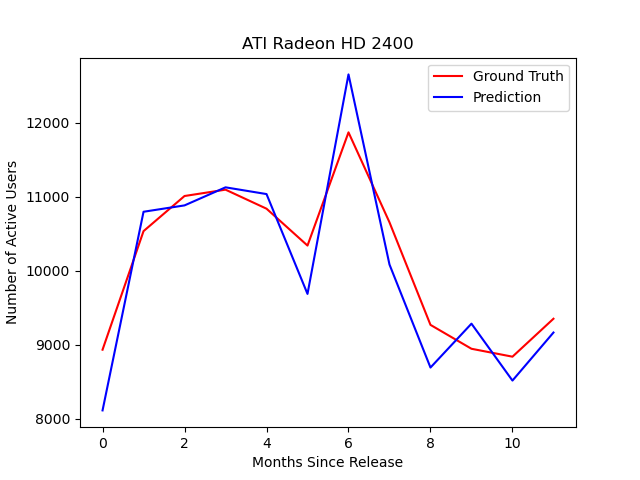 ATI Radeon HD 2400
Ground Truth
Prediction
12000
11000
10000
9000
8000
Number of Active Users
0 2 4 6 8 10
Months Since Release